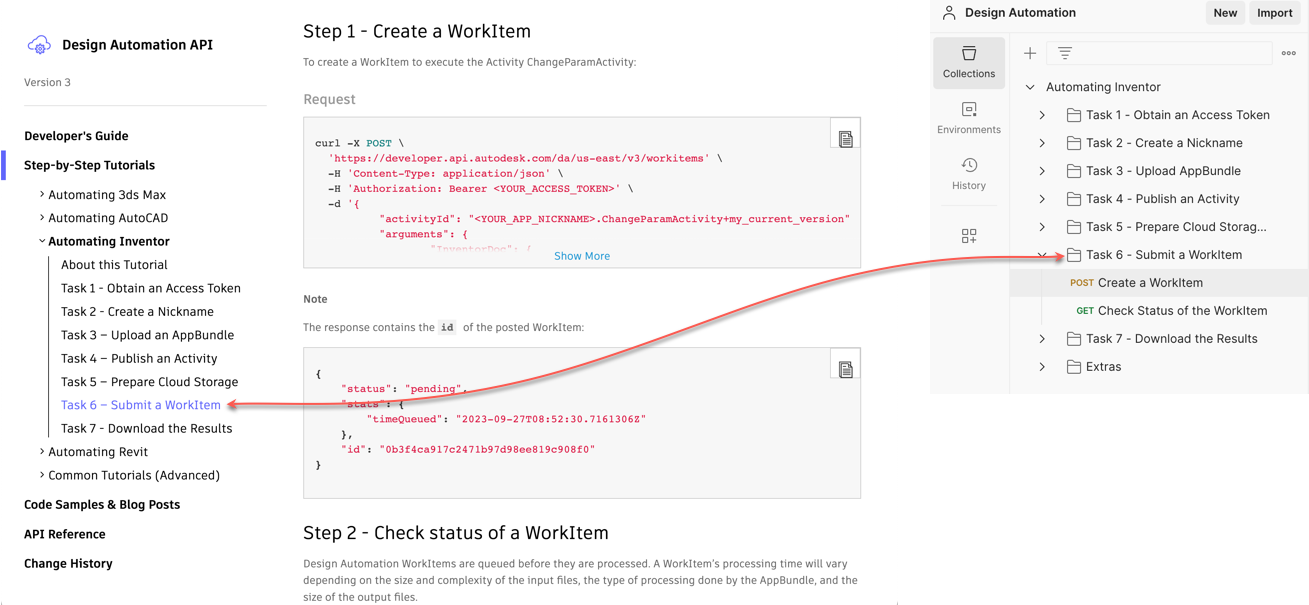 Design Automation API
Version 3
Developer's Guide
Step-by-Step Tutorials
Automating 3ds Max
Automating AutoCAD
Automating Inventor
About this Tutorial
Task 1 - Obtain an Access Token
Task 2 - Create a Nickname
Task 3 – Upload an AppBundle
Task 4 – Publish an Activity
Task 5 – Prepare Cloud Storage
Task 6 – Submit a WorkItem
Task 7 - Download the Results
Automating Revit
Common Tutorials (Advanced)
Code Samples & Blog Posts
API Reference
Change History
Step 1 - Create a WorkItem
To create a WorkItem to execute the Activity ChangeParamActivity:
Request
curl -X POST \
'https://developer.api.autodesk.com/da/us-east/v3/workitems' \
-H 'Content-Type: application/json' \
-H 'Authorization: Bearer <YOUR_ACCESS_TOKEN>' \
-d '{
"activityId": "<YOUR_APP_NICKNAME>.ChangeParamActivity+my_current_version"
"arguments": {
"InventorDoc": {
Show More
Note
The response contains the id of the posted WorkItem:
{
"status": "pending",
"stats": {
"timeQueued": "2023-09-27T08:52:30.7161306Z"
},
"id": "0b3f4ca917c2471b97d98ee819c908f0"
}
Step 2 - Check status of a WorkItem
Design Automation WorkItems are queued before they are processed. A WorkItem's processing time will vary
depending on the size and complexity of the input files, the type of processing done by the AppBundle, and the
size of the output files.
Design Automation
New
Import
Collections
Environments
History
Automating Inventor
Task 1 - Obtain an Access Token
Task 2 - Create a Nickname
Task 3 - Upload AppBundle
Task 4 - Publish an Activity
Task 5 - Prepare Cloud Storag...
Task 6 - Submit a WorkItem
POST Create a WorkItem
GET Check Status of the WorkItem
Task 7 - Download the Results
Extras